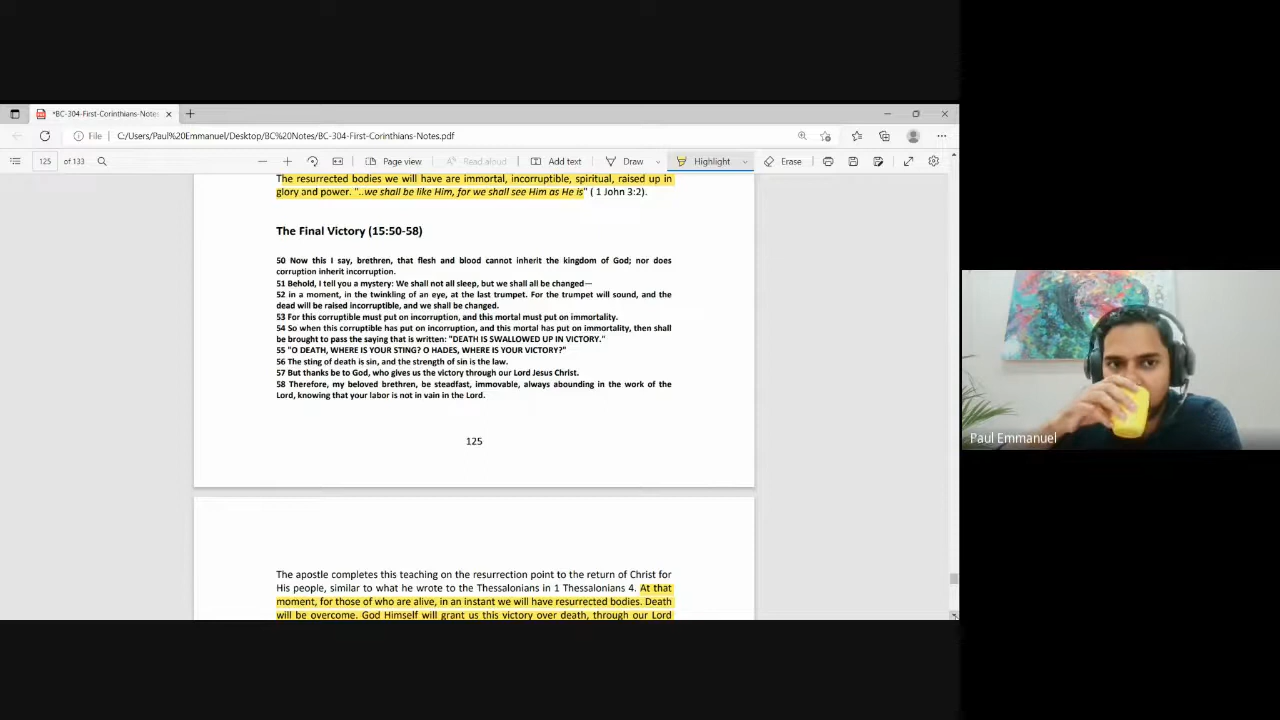 *BC-304-First-Corinthians-Notes
File
C:/Users/Paul%20Emmanuel/Desktop/BC%20Notes/BC-304-First-Corinthians-Notes.pdf
125 of 133
Page view
Read aloud
Add text
Draw
Highlight
Erase
The resurrected bodies we will have are immortal, incorruptible, spiritual, raised up in
glory and power. "..we shall be like Him, for we shall see Him as He is" ( 1 John 3:2).
The Final Victory (15:50-58)
50 Now this I say, brethren, that flesh and blood cannot inherit the kingdom of God; nor does
corruption inherit incorruption.
51 Behold, I tell you a mystery: We shall not all sleep, but we shall all be changed—
52 in a moment, in the twinkling of an eye, at the last trumpet. For the trumpet will sound, and the
dead will be raised incorruptible, and we shall be changed.
53 For this corruptible must put on incorruption, and this mortal must put on immortality.
54 So when this corruptible has put on incorruption, and this mortal has put on immortality, then shall
be brought to pass the saying that is written: "DEATH IS SWALLOWED UP IN VICTORY."
55 "O DEATH, WHERE IS YOUR STING? O HADES, WHERE IS YOUR VICTORY?"
56 The sting of death is sin, and the strength of sin is the law.
57 But thanks be to God, who gives us the victory through our Lord Jesus Christ.
58 Therefore, my beloved brethren, be steadfast, immovable, always abounding in the work of the
Lord, knowing that your labor is not in vain in the Lord.
125
The apostle completes this teaching on the resurrection point to the return of Christ for
His people, similar to what he wrote to the Thessalonians in 1 Thessalonians 4. At that
moment, for those of who are alive, in an instant we will have resurrected bodies. Death
will be overcome. God Himself will grant us this victory over death, through our Lord
Paul Emmanuel